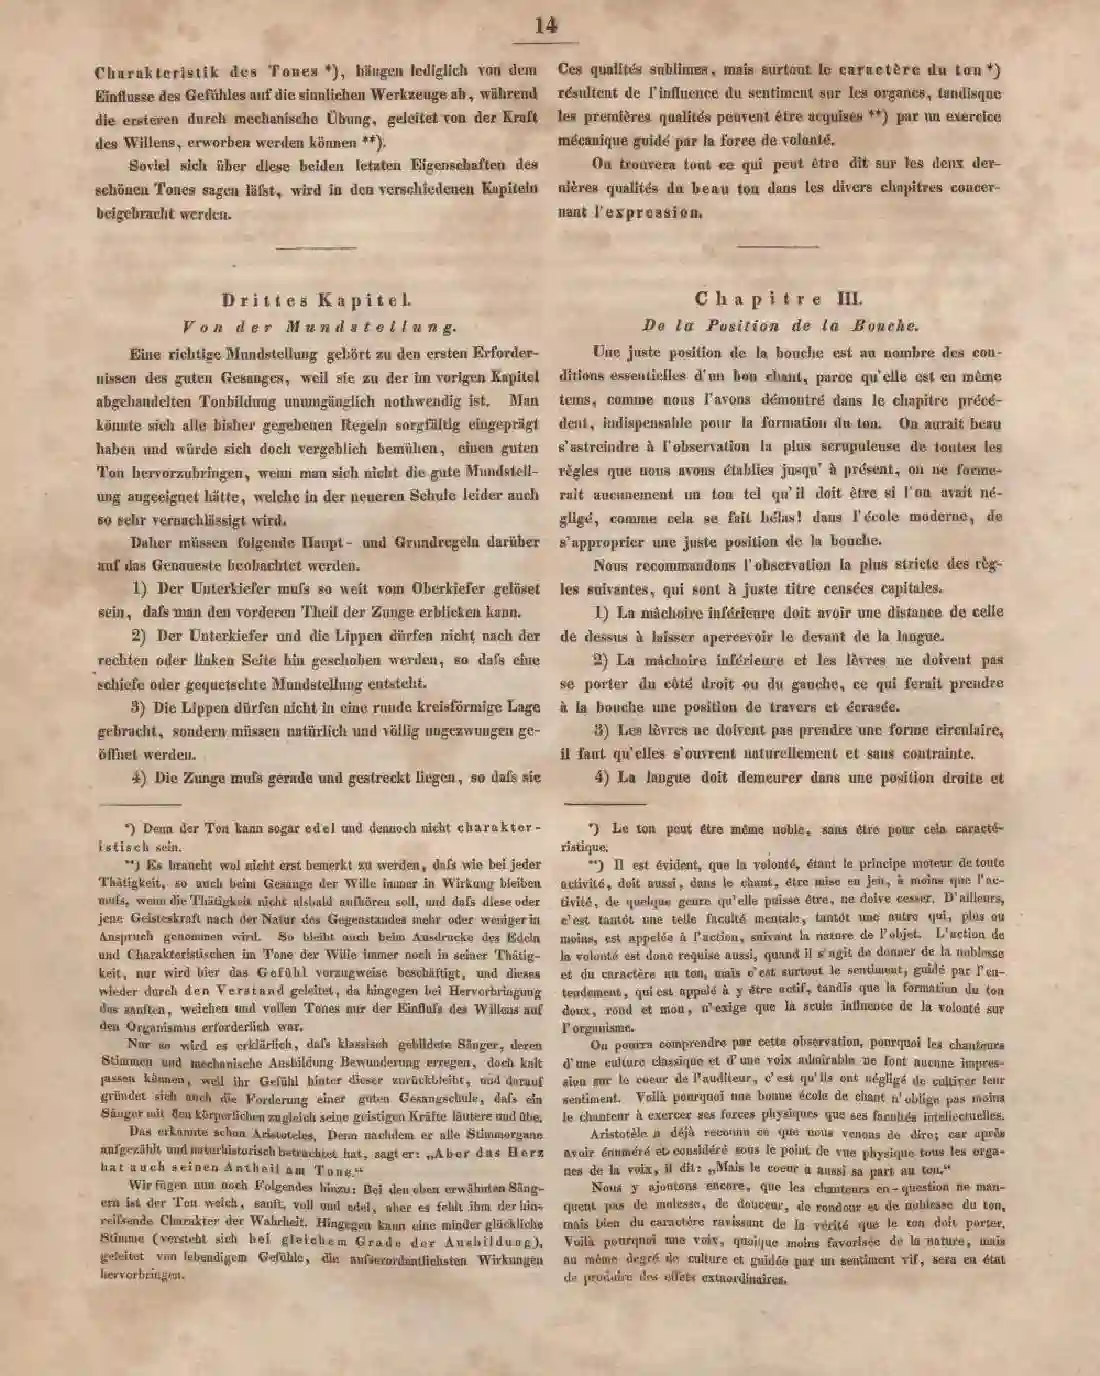 14
Charakteristik des Tones *), hängen lediglich von dem
Einflusse des Gefühles auf die sinnlichen Werkzeuge ab, während
die ersteren durch mechanische Übung, geleitet von der Kraft
des Willens, erworben werden können **).
Soviel sich über diese beiden letzten Eigenschaften des
schönen Tones sagen läfst, wird in den verschiedenen Kapiteln
beigebracht werden.
Drittes Kapitel.
Von der Mundstellung.
Eine richtige Mundstellung gehört zu den ersten Erforder-
nissen des guten Gesanges, weil sie zu der im vorigen Kapitel
abgehandelten Tonbildung unumgänglich nothwendig ist. Man
könnte sich alle bisher gegebenen Regeln sorgfältig eingeprägt
haben und würde sich doch vergeblich bemühen, einen guten
Ton hervorzubringen, wenn man sich nicht die gute Mundstell-
ung angeeignet hätte, welche in der neueren Schule leider auch
so sehr vernachlässigt wird.
Daher müssen folgende Haupt- und Grundregeln darüber
auf das Genaueste beobachtet werden.
1) Der Unterkiefer mufs so weit vom Oberkiefer gelöset
sein, dafs man den vorderen Theil der Zunge erblicken kann.
2) Der Unterkiefer und die Lippen dürfen nicht nach der
rechten oder linken Seite hin geschoben werden, so dafs eine
schiefe oder gequetschte Mundstellung entsteht.
3) Die Lippen dürfen nicht in eine runde kreisförmige Lage
gebracht, sondern müssen natürlich und völlig ungezwungen ge-
öffnet werden.
4) Die Zunge mufs gerade und gestreckt liegen, so dafs sie
*) Denn der Ton kann sogar edel und dennoch nicht charakter-
istisch sein.
**) Es braucht wol nicht erst bemerkt zu werden, dafs wie bei jeder
Thätigkeit, so auch beim Gesange der Wille immer in Wirkung bleiben
mufs, wenn die Thätigkeit nicht alsbald aufhören soll, und dafs diese oder
jene Geisteskraft nach der Natur des Gegenstandes mehr oder weniger in
Anspruch genommen wird. So bleibt auch beim Ausdrucke des Edeln
und Charakteristischen im Tone der Wille immer noch in seiner Thätig-
keit, nur wird hier das Gefühl vorzugweise beschäftigt, und dieses
wieder durch den Verstand geleitet, da hingegen bei Hervorbringung
des sanften, weichen und vollen Tones nur der Einflufs des Willens auf
den Organismus erforderlich war.
Nur so wird es erklärlich, dafs klassisch gebildete Sänger, deren
Stimmen und mechanische Ausbildung Bewunderung erregen, doch kalt
lassen können, weil ihr Gefühl hinter dieser zurückbleibt, und darauf
gründet sich auch die Forderung einer guten Gesangschule, dafs ein
Sänger mit den körperlichen zugleich seine geistigen Kräfte läutere und übe.
Das erkannte schon Aristoteles, Denn nachdem er alle Stimmorgane
aufgezählt und naturhistorisch betrachtet hat, sagt er: „Aber das Herz
hat auch seinen Antheil am Tone.“
Wir fügen nun noch Folgendes hinzu: Bei den eben erwähnten Säng-
ern ist der Ton weich, sanft, voll und edel, aber es fehlt ihm der hin-
reifsende Charakter der Wahrheit. Hingegen kann eine minder glückliche
Stimme (versteht sich bei gleichem Grade der Ausbildung),
geleitet von lebendigem Gefühle, die aufserordentlichsten Wirkungen
hervorbringen.
Ces qualités sublimes, mais surtout le caractère du ton *)
résultent de l'influence du sentiment sur les organes, tandisque
les premières qualités peuvent être acquises **) par un exercice
mécanique guidé par la force de volonté.
On trouvera tout ce qui peut être dit sur les deux der-
nières qualités du beau ton dans les divers chapitres concer-
nant l'expression.
Chapitre III.
De la Position de la Bouche.
Une juste position de la bouche est au nombre des con-
ditions essentielles d'un bon chant, parce qu'elle est en même
tems, comme nous l'avons démontré dans le chapitre précé-
dent, indispensable pour la formation du ton. On aurait beau
s'astreindre à l'observation la plus scrupuleuse de toutes les
règles que nous avons établies jusqu' à présent, on ne forme-
rait aucunement un ton tel qu'il doit être si l'on avait né-
gligé, comme cela se fait hélas! dans l'école moderne, de
s'approprier une juste position de la bouche.
Nous recommandons l'observation la plus stricte des règ-
les suivantes, qui sont à juste titre censées capitales.
1) La mâchoire inférieure doit avoir une distance de celle
de dessus à laisser apercevoir le devant de la langue.
2) La mâchoire inférieure et les lèvres ne doivent pas
se porter du côté droit ou du gauche, ce qui ferait prendre
à la bouche une position de travers et écrasée.
3) Les lèvres ne doivent pas prendre une forme circulaire,
il faut qu'elles s'ouvrent naturellement et sans contrainte.
4) La langue doit demeurer dans une position droite et
*) Le ton peut être même noble, sans être pour cela caracté-
ristique.
**) Il est évident, que la volonté, étant le principe moteur de toute
activité, doit aussi, dans le chant, être mise en jeu, à moins que l'ac-
tivité, de quelque genre qu'elle puisse être, ne doive cesser. D'ailleurs,
c'est tantôt une telle faculté mentale, tantôt une autre qui, plus ou
moins, est appelée à l'action, suivant la nature de l'objet. L'action de
la volonté est donc requise aussi, quand il s'agit de donner de la noblesse
et du caractère au ton, mais c'est surtout le sentiment, guidé par l'en-
tendement, qui est appelé à y être actif, tandis que la formation du ton
doux, rond et mou, n'exige que la seule influence de la volonté sur
l'organisme.
On pourra comprendre par cette observation, pourquoi les chanteurs
d'une culture classique et d'une voix admirable ne font aucune impres-
sion sur le coeur de l'auditeur, c'est qu'ils ont négligé de cultiver leur
sentiment. Voilà pourquoi une bonne école de chant n'oblige pas moins
le chanteur à exercer ses forces physiques que ses facultés intellectuelles.
Aristotèle a déjà reconnu ce que nous venons de dire; car après
avoir énuméré et considéré sous le point de vue physique tous les orga-
nes de la voix, il dit: „Mais le coeur a aussi sa part au ton.“
Nous y ajoutons encore, que les chanteurs en-question ne man-
quent pas de molesse, de douceur, de rondeur et de noblesse du ton,
mais bien du caractère ravissant de la vérité que le ton doit porter.
Voilà pourquoi une voix, quoique moins favorisée de la nature, mais
au même degré de culture et guidée par un sentiment vif, sera en état
de produire des effets extraordinaires.